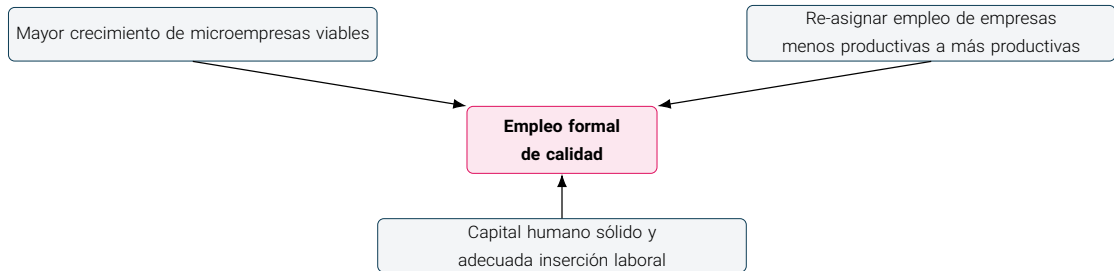 Mayor crecimiento de microempresas viables
Re-asignar empleo de empresas
menos productivas a más productivas
Empleo formal
de calidad
Capital humano sólido y
adecuada inserción laboral